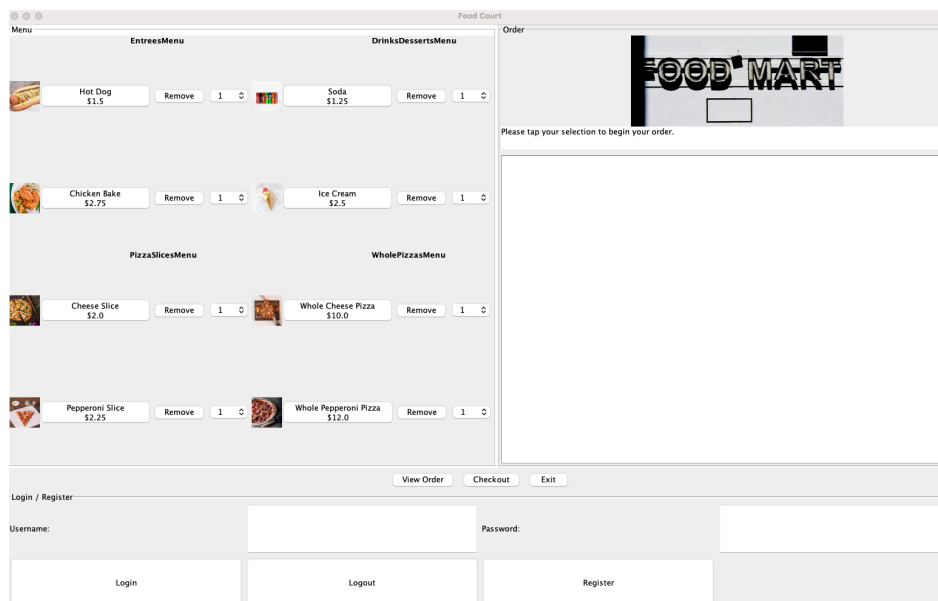 Food Court
Menu
EntreesMenu
DrinksDessertsMenu
Hot Dog
$1.5
Remove
1
Soda
$1.25
Remove
1
Chicken Bake
$2.75
Remove
1
Ice Cream
$2.5
Remove
1
PizzaSlicesMenu
WholePizzasMenu
Cheese Slice
$2.0
Remove
1
Whole Cheese Pizza
$10.0
Remove
1
Pepperoni Slice
$2.25
Remove
1
Whole Pepperoni Pizza
$12.0
Remove
1
Order
FOOD MART
Please tap your selection to begin your order.
View Order
Checkout
Exit
Login / Register
Username:
Password:
Login
Logout
Register